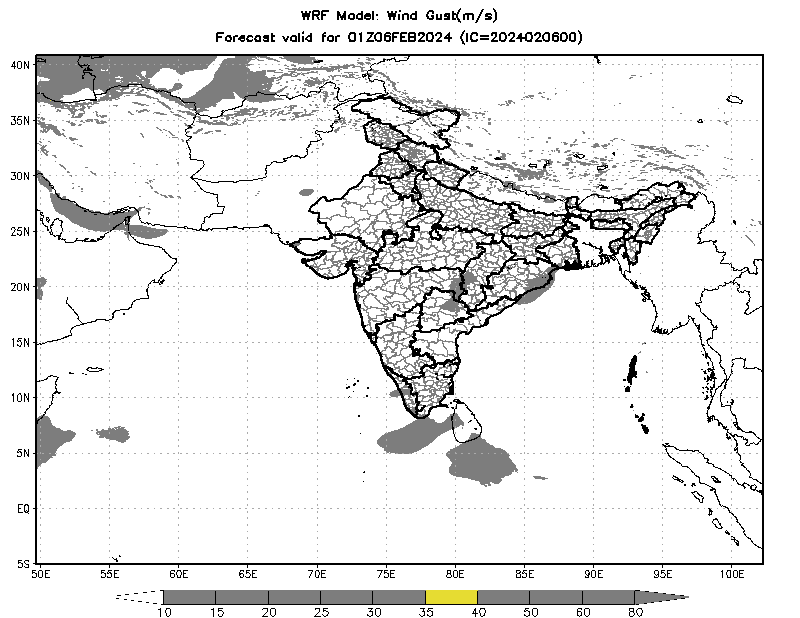 WRF Model: Wind Gust(m/s)
Forecast valid for 01Z06FEB2024 (IC=2024020600)
40N
35N
30N
25N
20N
15N
10N
5N
EQ
5S
50E 55E 60E 65E 70E 75E 80E 85E 90E 95E 100E
10 15 20 25 30 35 40 50 60 80